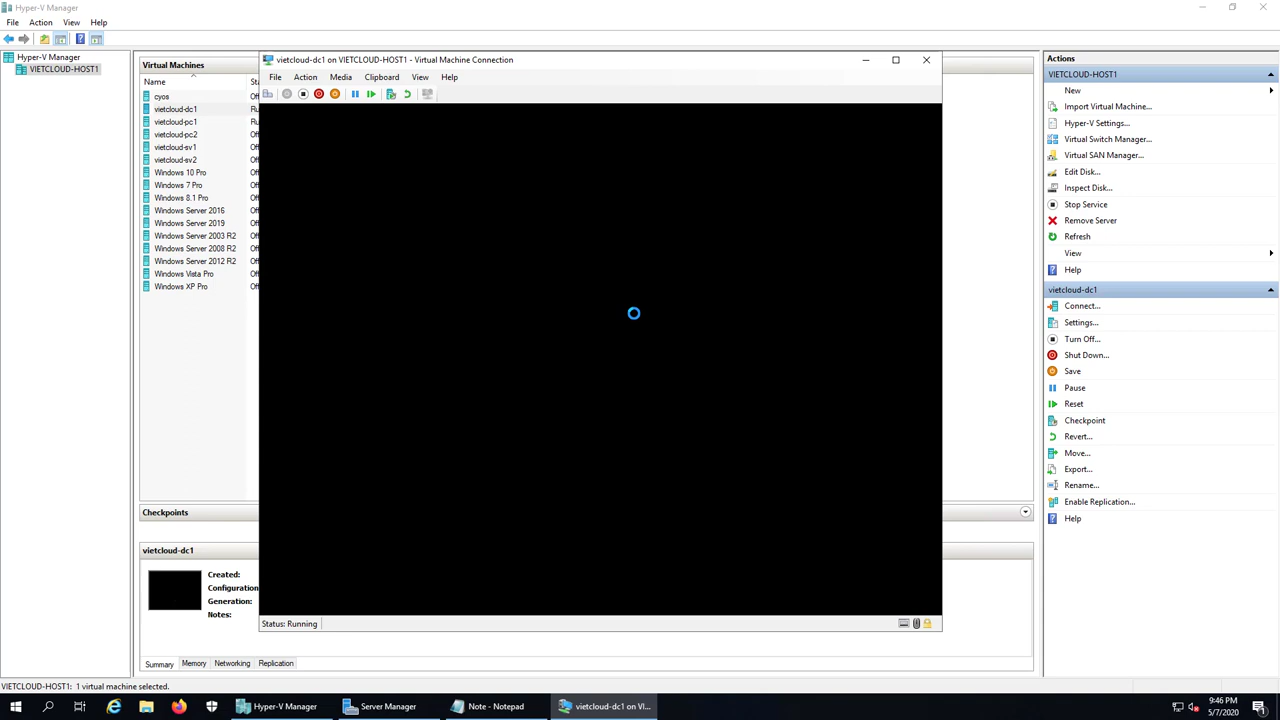 Hyper-V Manager
File Action View Help
Hyper-V Manager
VIETCLOUD-HOST1
Virtual Machines
Name
cyos
vietcloud-dc1
vietcloud-pc1
vietcloud-pc2
vietcloud-sv1
vietcloud-sv2
Windows 10 Pro
Windows 7 Pro
Windows 8.1 Pro
Windows Server 2016
Windows Server 2019
Windows Server 2003 R2
Windows Server 2008 R2
Windows Server 2012 R2
Windows Vista Pro
Windows XP Pro
Checkpoints
vietcloud-dc1
Created:
Configuration
Generation:
Notes:
Summary Memory Networking Replication
vietcloud-dc1 on VIETCLOUD-HOST1 - Virtual Machine Connection
File Action Media Clipboard View Help
Status: Running
Actions
VIETCLOUD-HOST1
New
Import Virtual Machine...
Hyper-V Settings...
Virtual Switch Manager...
Virtual SAN Manager...
Edit Disk...
Inspect Disk...
Stop Service
Remove Server
Refresh
View
Help
vietcloud-dc1
Connect...
Settings...
Turn Off...
Shut Down...
Save
Pause
Reset
Checkpoint
Revert...
Move...
Export...
Rename...
Enable Replication...
Help
VIETCLOUD-HOST1: 1 virtual machine selected.
Hyper-V Manager Server Manager Note - Notepad vietcloud-dc1 on VI...
9:46 PM
5/7/2020